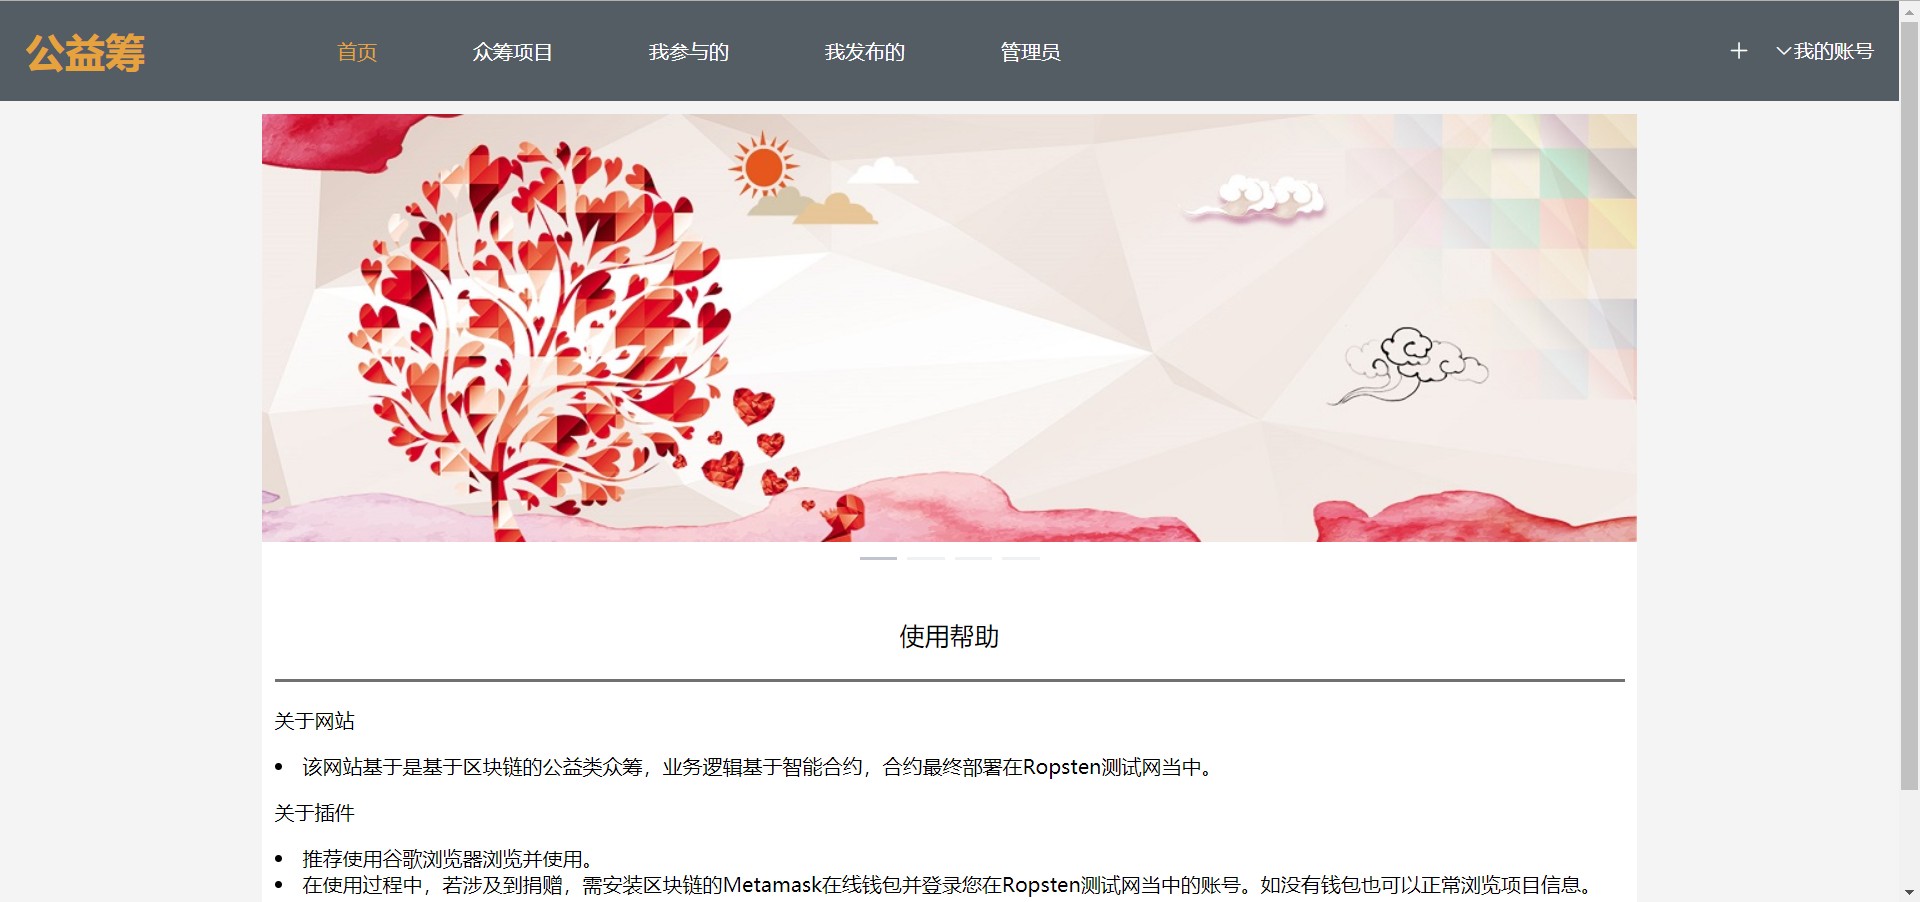 公益筹
首页
众筹项目
我参与的
我发布的
管理员
我的账号
使用帮助
关于网站
该网站基于是基于区块链的公益类众筹，业务逻辑基于智能合约，合约最终部署在Ropsten测试网当中。
关于插件
推荐使用谷歌浏览器浏览并使用。
在使用过程中，若涉及到捐赠，需安装区块链的Metamask在线钱包并登录您在Ropsten测试网当中的账号。如没有钱包也可以正常浏览项目信息。